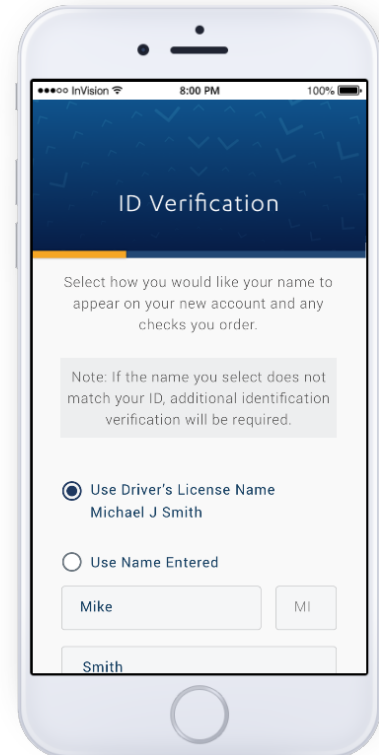 InVision 8:00 PM 100%
ID Verification
Select how you would like your name to
appear on your new account and any
checks you order.
Note: If the name you select does not
match your ID, additional identification
verification will be required.
Use Driver's License Name
Michael J Smith
Use Name Entered
Mike MI
Smith